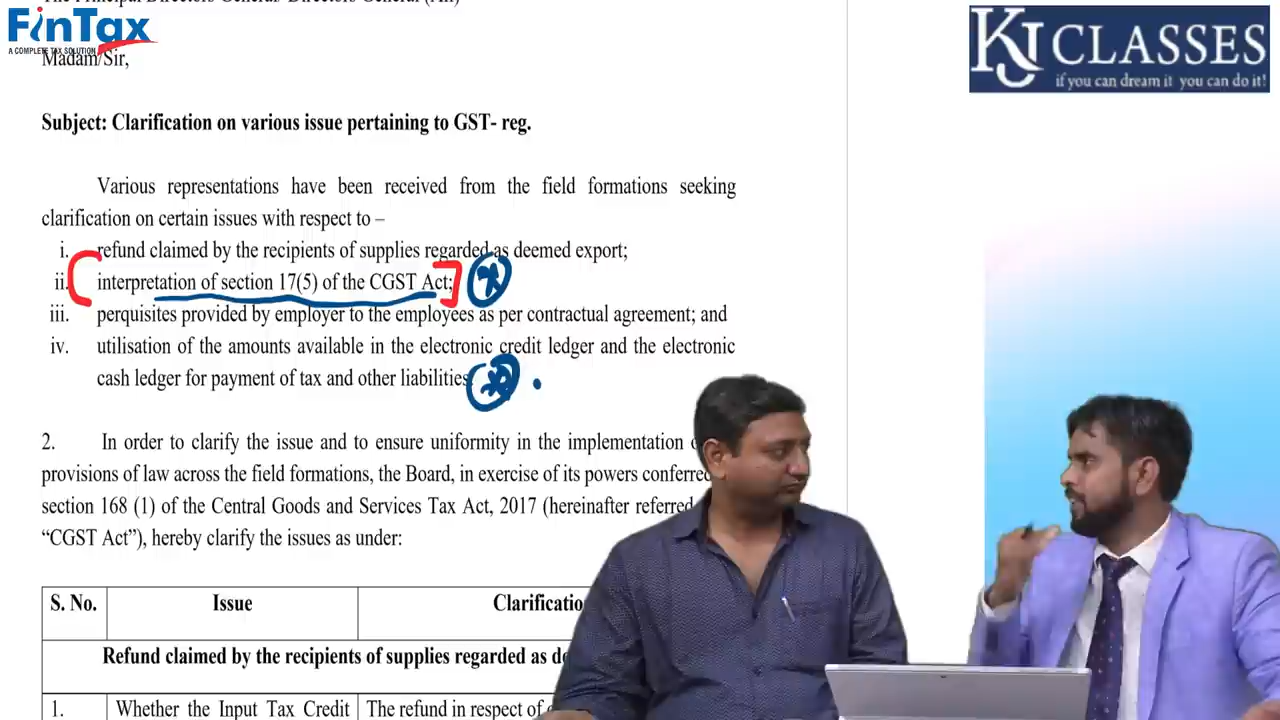 The Principal Directors General/ Directors General (All)
FinTax
A COMPLETE TAX SOLUTION
KJ CLASSES
if you can dream it you can do it!
Madam/Sir,
Subject: Clarification on various issue pertaining to GST- reg.
Various representations have been received from the field formations seeking
clarification on certain issues with respect to –
i. refund claimed by the recipients of supplies regarded as deemed export;
ii. interpretation of section 17(5) of the CGST Act;
iii. perquisites provided by employer to the employees as per contractual agreement; and
iv. utilisation of the amounts available in the electronic credit ledger and the electronic
cash ledger for payment of tax and other liabilities
2. In order to clarify the issue and to ensure uniformity in the implementation
provisions of law across the field formations, the Board, in exercise of its powers conferred
section 168 (1) of the Central Goods and Services Tax Act, 2017 (hereinafter referred
“CGST Act”), hereby clarify the issues as under:
S. No. Issue Clarificatio
Refund claimed by the recipients of supplies regarded as de
1. Whether the Input Tax Credit The refund in respect of